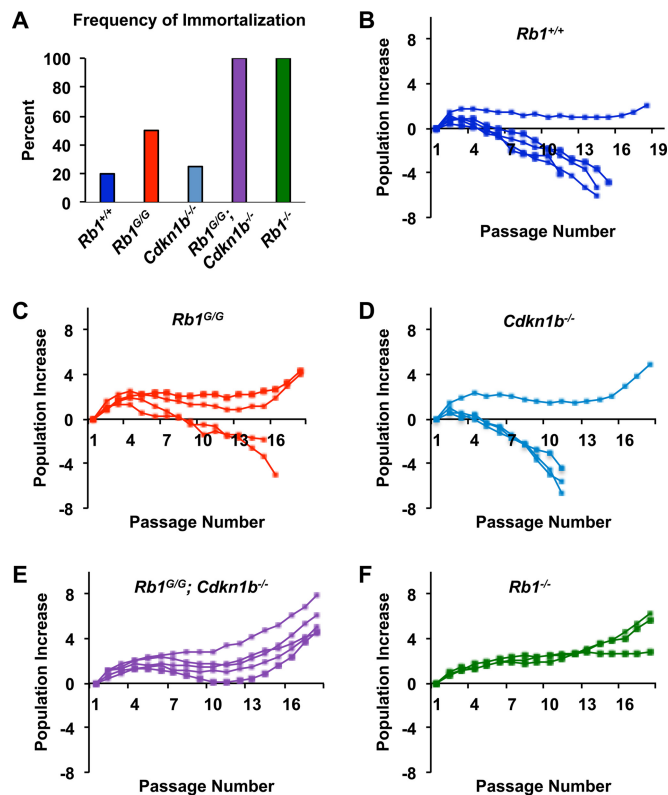 A Frequency of Immortalization
Percent
100
80
60
40
20
0
Rb1+/+
Rb1G/G
Cdkn1b-/-
Rb1G/G;
Cdkn1b-/-
Rb1-/-
B Rb1+/+
Population Increase
8
4
0
-4
-8
1 4 7 10 13 16 19
Passage Number
C Rb1G/G
Population Increase
8
4
0
-4
-8
1 4 7 10 13 16
Passage Number
D Cdkn1b-/-
Population Increase
8
4
0
-4
-8
1 4 7 10 13 16
Passage Number
E Rb1G/G; Cdkn1b-/-
Population Increase
8
4
0
-4
-8
1 4 7 10 13 16
Passage Number
F Rb1-/-
Population Increase
8
4
0
-4
-8
1 4 7 10 13 16
Passage Number